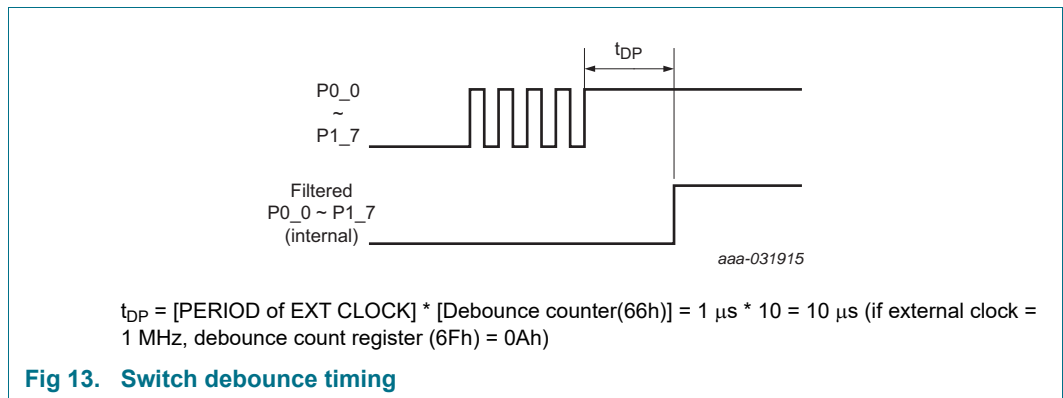 tDP
P0_0
~
P1_7
Filtered
P0_0 ~ P1_7
(internal)
aaa-031915
tDP = [PERIOD of EXT CLOCK] * [Debounce counter(66h)] = 1 μs * 10 = 10 μs (if external clock =
1 MHz, debounce count register (6Fh) = 0Ah)
Fig 13. Switch debounce timing